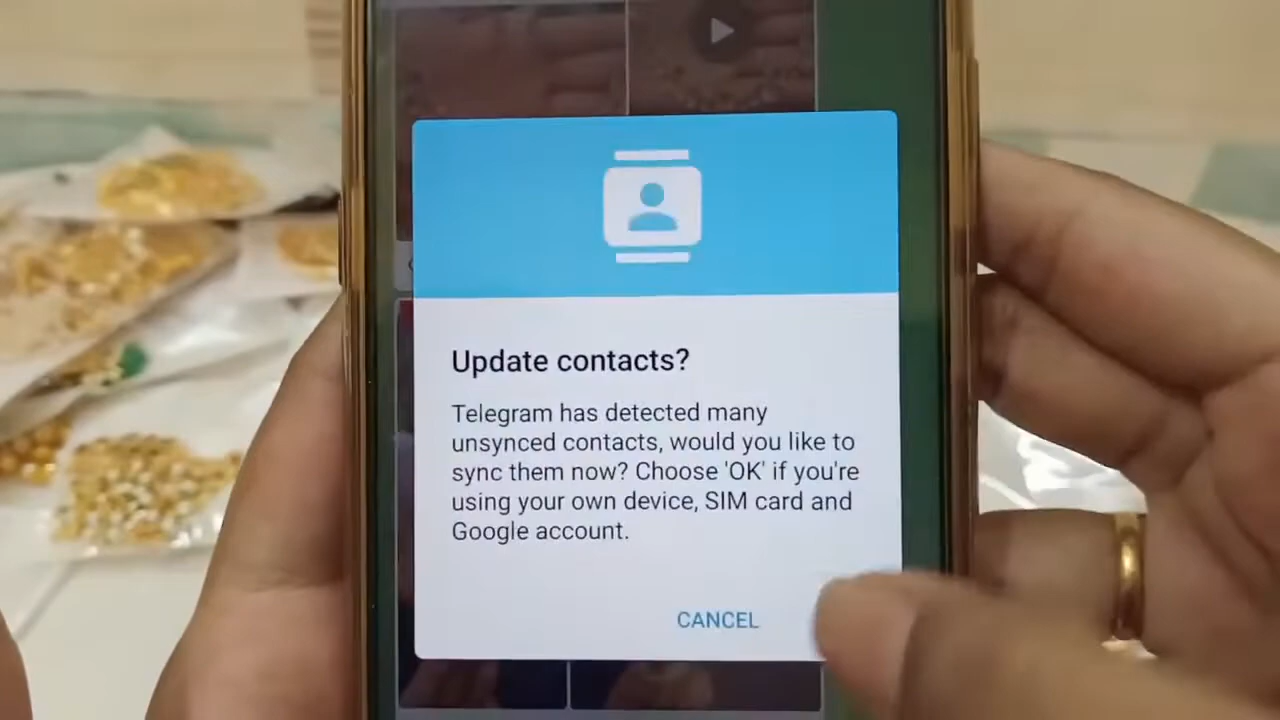 Update contacts?
Telegram has detected many
unsynced contacts, would you like to
sync them now? Choose 'OK' if you're
using your own device, SIM card and
Google account.
CANCEL